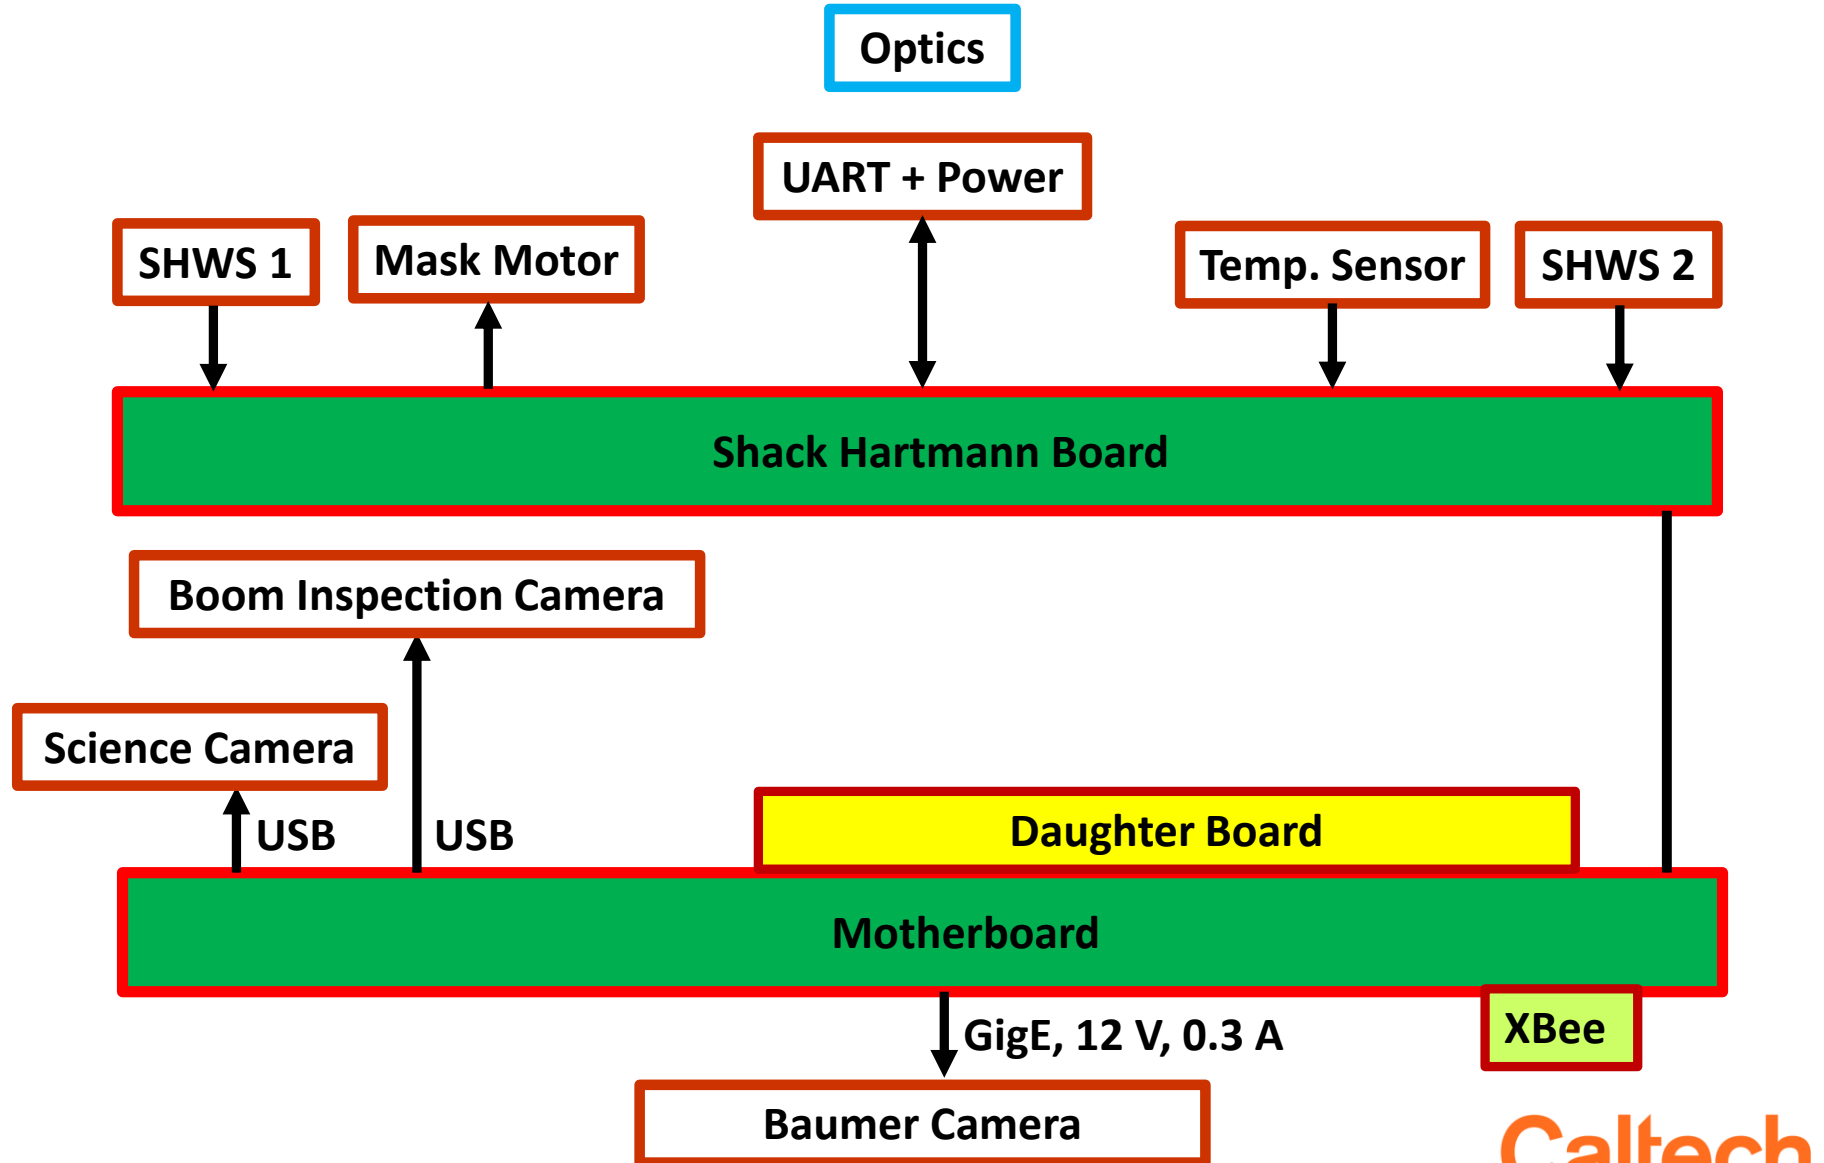 Optics
UART + Power
SHWS 1
Mask Motor
Temp. Sensor
SHWS 2
Shack Hartmann Board
Boom Inspection Camera
Science Camera
USB
USB
Daughter Board
Motherboard
GigE, 12 V, 0.3 A
XBee
Baumer Camera
Caltech